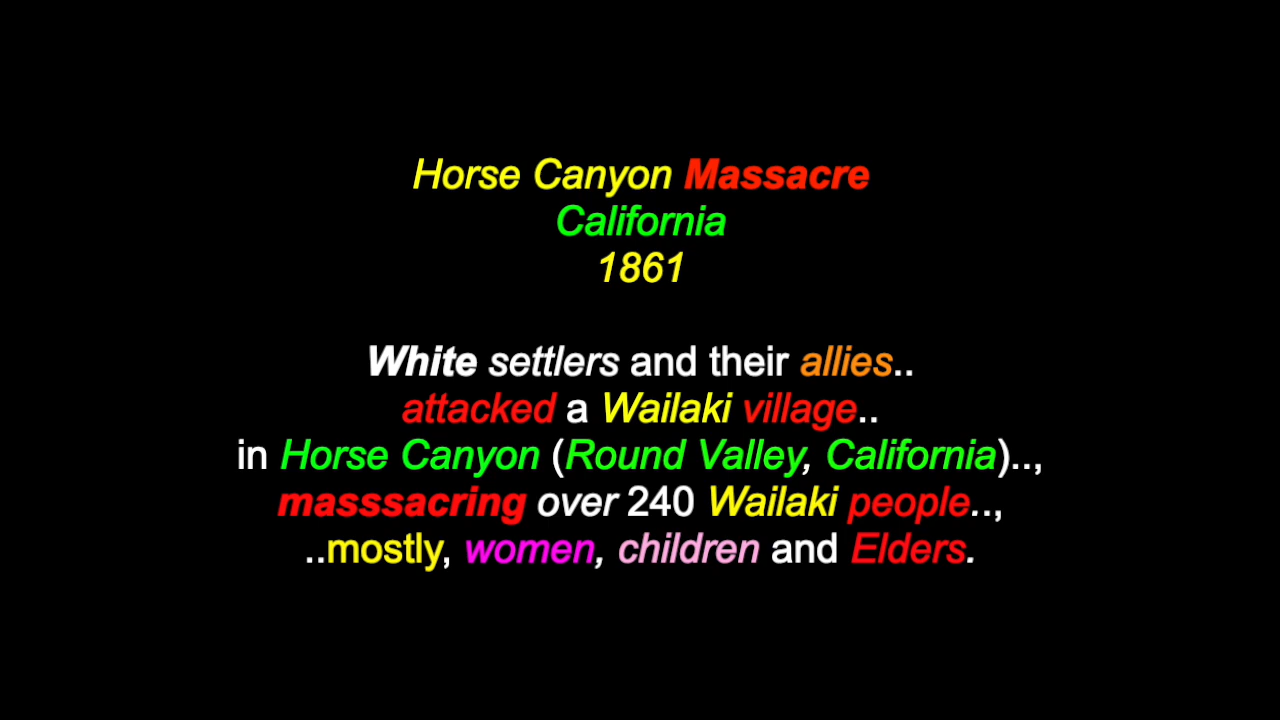 Horse Canyon Massacre
California
1861
White settlers and their allies..
attacked a Wailaki village..
in Horse Canyon (Round Valley, California)..,
masssacring over 240 Wailaki people..,
..mostly, women, children and Elders.